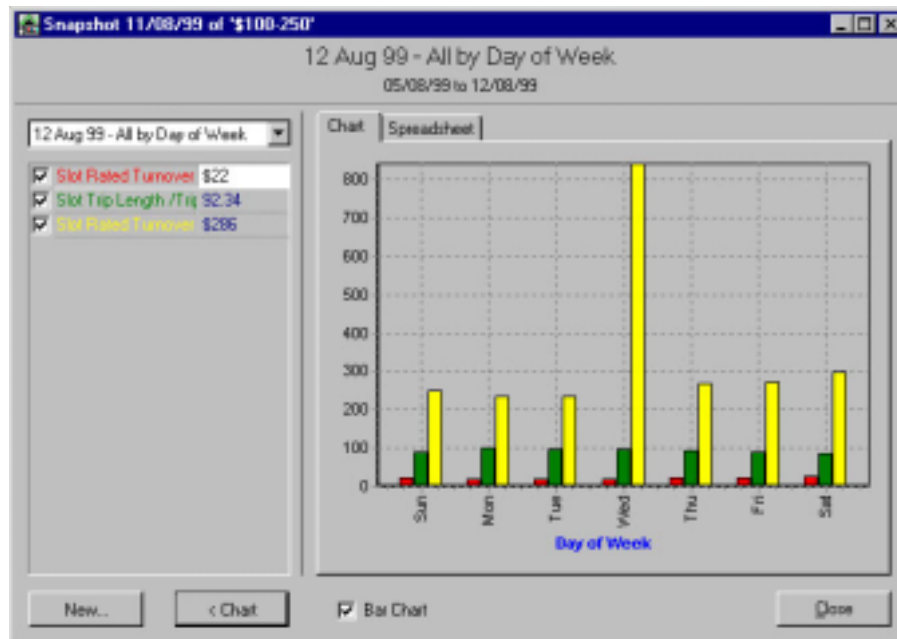 Snapshot 11/08/99 of '$100-250'
12 Aug 99 - All by Day of Week
05/08/99 to 12/08/99
12 Aug 99 - All by Day of Week
Slot Rated Turnover $22
Slot Trip Length /Trip 92.34
Slot Rated Turnover $286
Chart Spreadsheet
800
700
600
500
400
300
200
100
0
Sun Mon Tue Wed Thu Fri Sat
Day of Week
New... < Chart Bar Chart Close